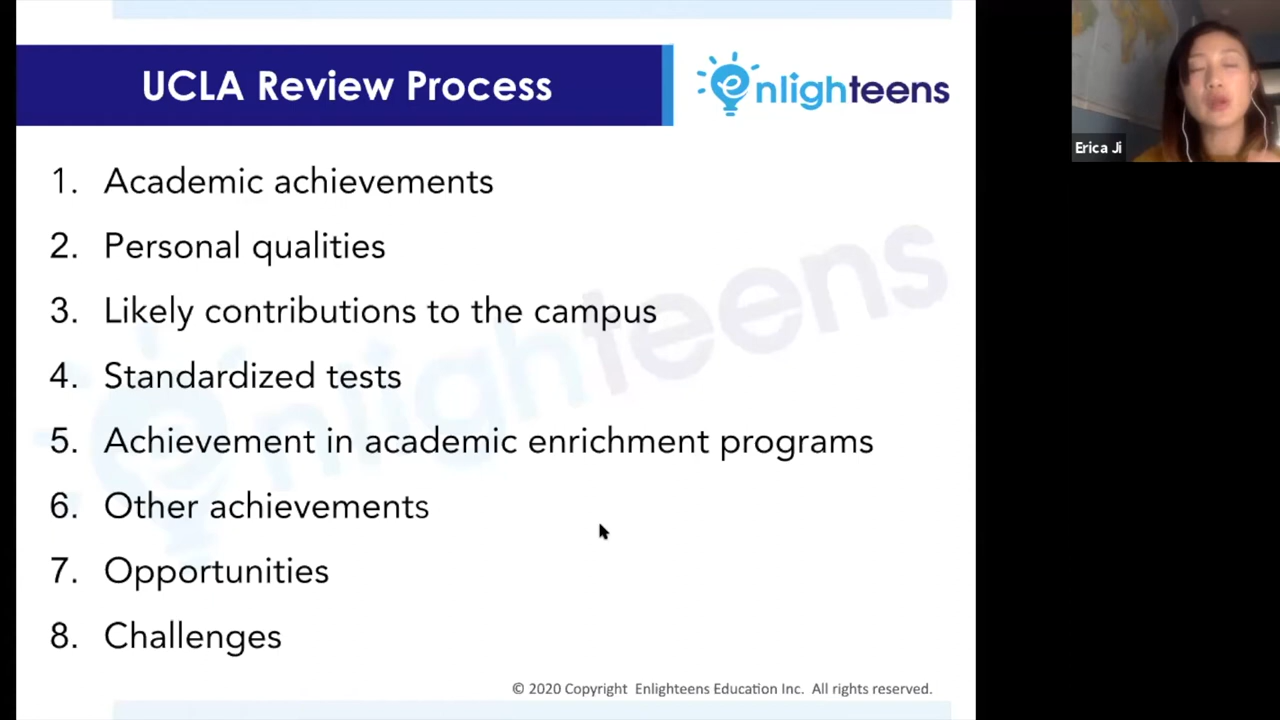 UCLA Review Process
enlighteens
Erica Ji
1. Academic achievements
2. Personal qualities
3. Likely contributions to the campus
4. Standardized tests
5. Achievement in academic enrichment programs
6. Other achievements
7. Opportunities
8. Challenges
enlighteens
© 2020 Copyright Enlighteens Education Inc. All rights reserved.